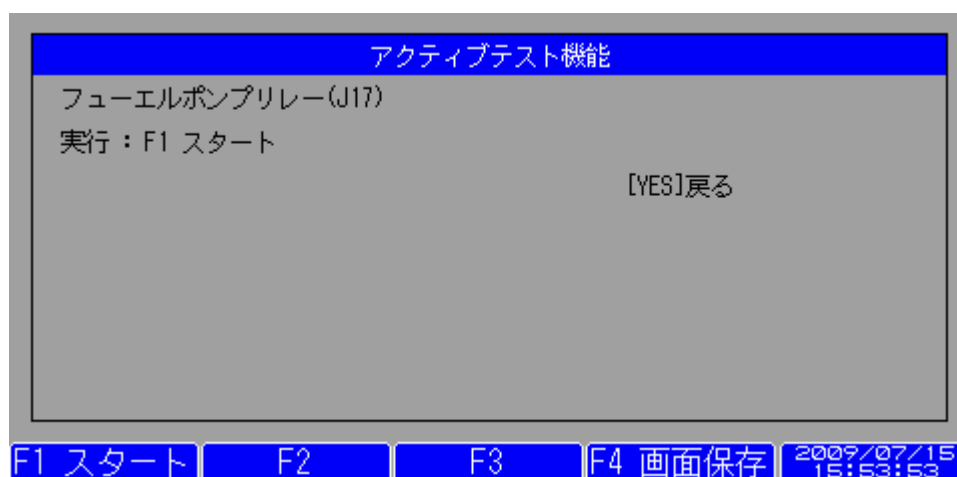 アクティブテスト機能
フューエルポンプリレー(J17)
実行：F1 スタート
[YES]戻る
F1 スタート
F2
F3
F4 画面保存
2009/07/15
15:53:53